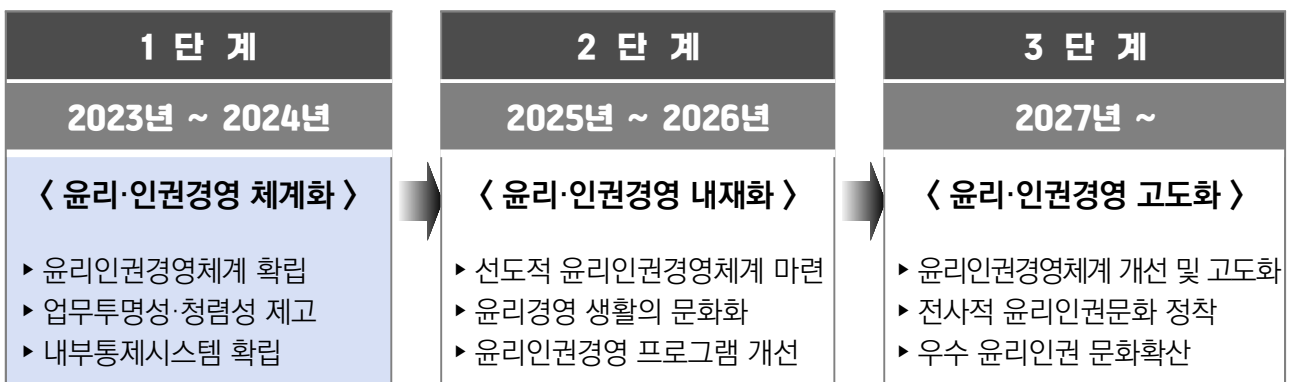 1 단 계
2023년 ~ 2024년
< 윤리·인권경영 체계화 >
▸ 윤리인권경영체계 확립
▸ 업무투명성·청렴성 제고
▸ 내부통제시스템 확립
2 단 계
2025년 ~ 2026년
< 윤리·인권경영 내재화 >
▸ 선도적 윤리인권경영체계 마련
▸ 윤리경영 생활의 문화화
▸ 윤리인권경영 프로그램 개선
3 단 계
2027년 ~
< 윤리·인권경영 고도화 >
▸ 윤리인권경영체계 개선 및 고도화
▸ 전사적 윤리인권문화 정착
▸ 우수 윤리인권 문화확산